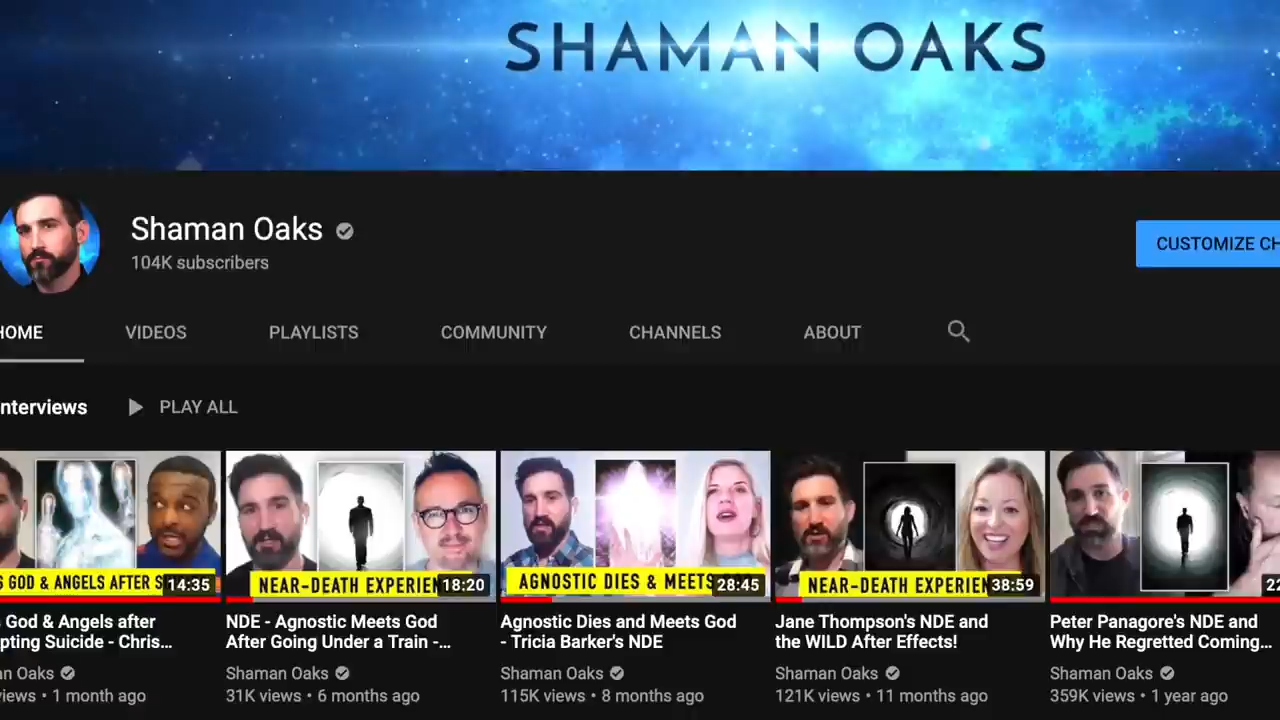 SHAMAN OAKS
Shaman Oaks
104K subscribers
CUSTOMIZE CH
HOME VIDEOS PLAYLISTS COMMUNITY CHANNELS ABOUT
nterviews PLAY ALL
S GOD & ANGELS AFTER S 14:35
NEAR-DEATH EXPERIEN 18:20
AGNOSTIC DIES & MEETS 28:45
NEAR-DEATH EXPERIEN 38:59
22
God & Angels after
pting Suicide - Chris...
an Oaks
iews • 1 month ago
NDE - Agnostic Meets God
After Going Under a Train -...
Shaman Oaks
31K views • 6 months ago
Agnostic Dies and Meets God
- Tricia Barker's NDE
Shaman Oaks
115K views • 8 months ago
Jane Thompson's NDE and
the WILD After Effects!
Shaman Oaks
121K views • 11 months ago
Peter Panagore's NDE and
Why He Regretted Coming...
Shaman Oaks
359K views • 1 year ago